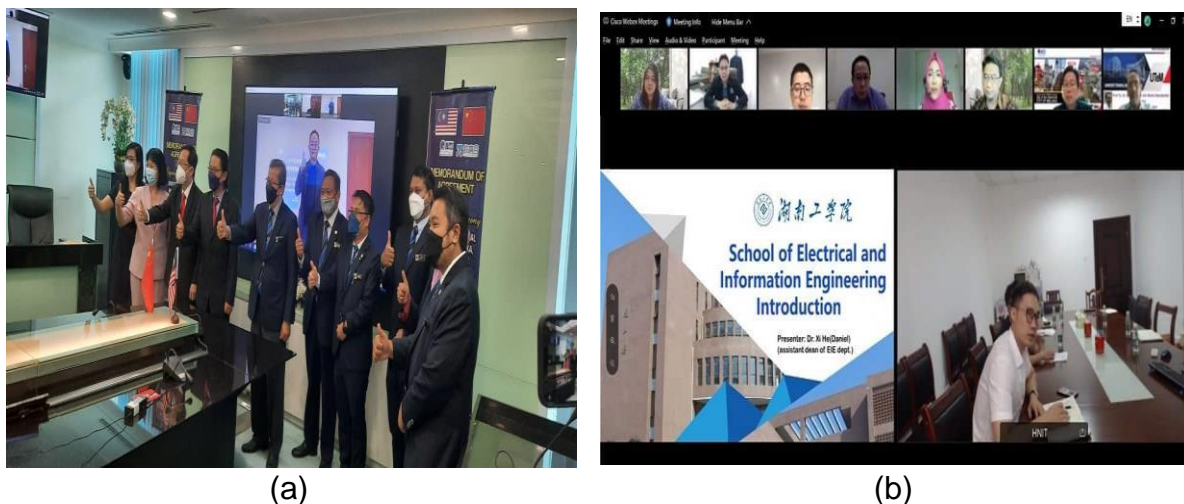 MEMORANDUM OF
AGREEMENT
(a)
Cisco Webex Meetings Meeting Info Hide Menu Bar
EN
File Edit Share View Audio & Video Participant Meeting Help
UTeM
湖南工学院
School of Electrical and
Information Engineering
Introduction
Presenter: Dr. Xi He(Daniel)
(assistant dean of EIE dept.)
HNIT
(b)